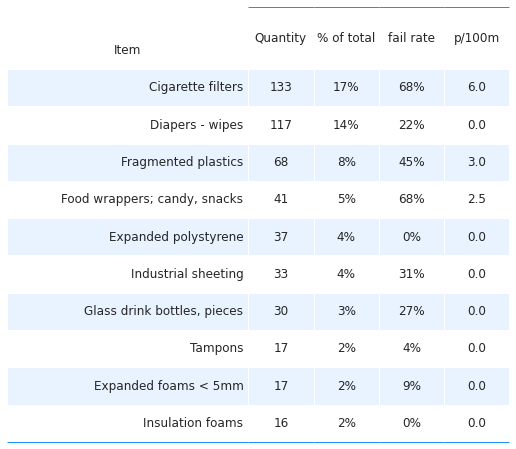 Item Quantity % of total fail rate p/100m
Cigarette filters 133 17% 68% 6.0
Diapers - wipes 117 14% 22% 0.0
Fragmented plastics 68 8% 45% 3.0
Food wrappers; candy, snacks 41 5% 68% 2.5
Expanded polystyrene 37 4% 0% 0.0
Industrial sheeting 33 4% 31% 0.0
Glass drink bottles, pieces 30 3% 27% 0.0
Tampons 17 2% 4% 0.0
Expanded foams < 5mm 17 2% 9% 0.0
Insulation foams 16 2% 0% 0.0